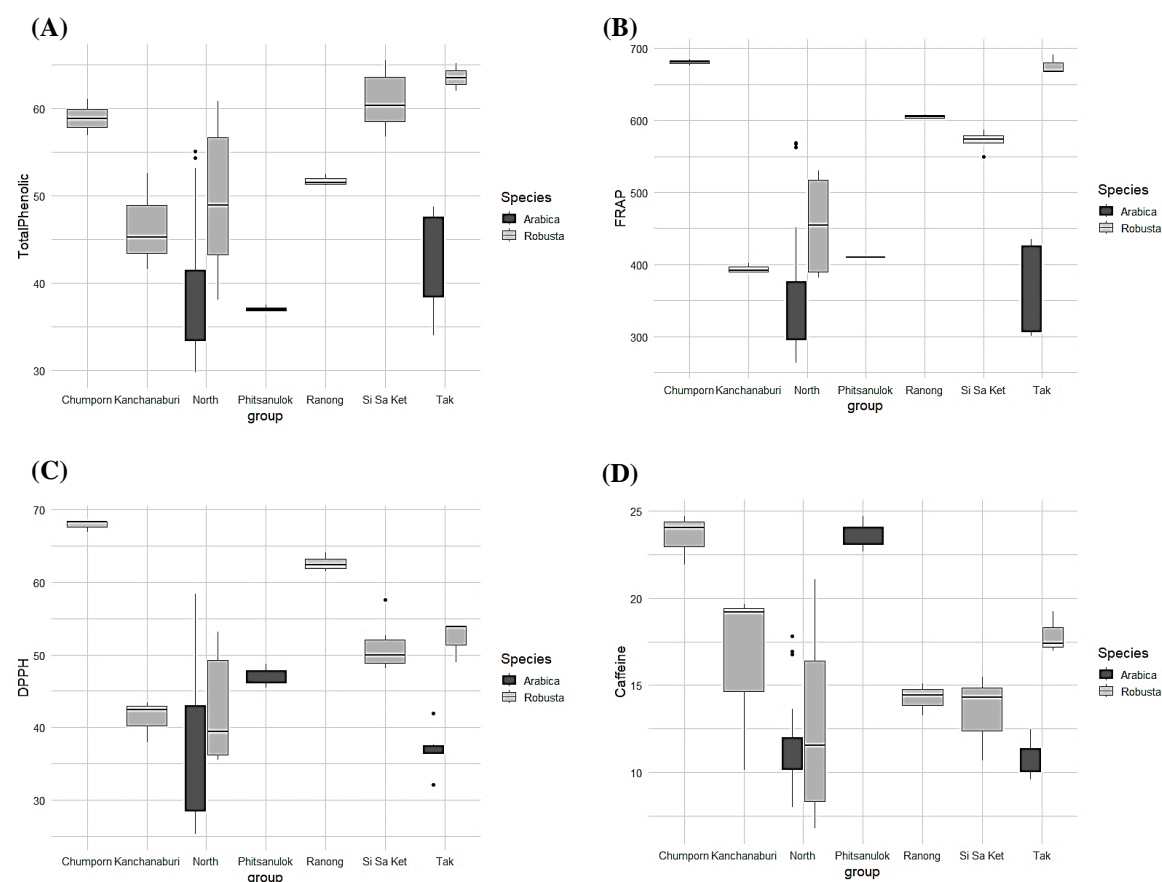 (A)
TotalPhenolic
60
50
40
30
Chumporn Kanchanaburi North Phitsanulok Ranong Si Sa Ket Tak
group
Species
Arabica
Robusta
(B)
FRAP
700
600
500
400
300
Chumporn Kanchanaburi North Phitsanulok Ranong Si Sa Ket Tak
group
Species
Arabica
Robusta
(C)
DPPH
70
60
50
40
30
Chumporn Kanchanaburi North Phitsanulok Ranong Si Sa Ket Tak
group
Species
Arabica
Robusta
(D)
Caffeine
25
20
15
10
Chumporn Kanchanaburi North Phitsanulok Ranong Si Sa Ket Tak
group
Species
Arabica
Robusta